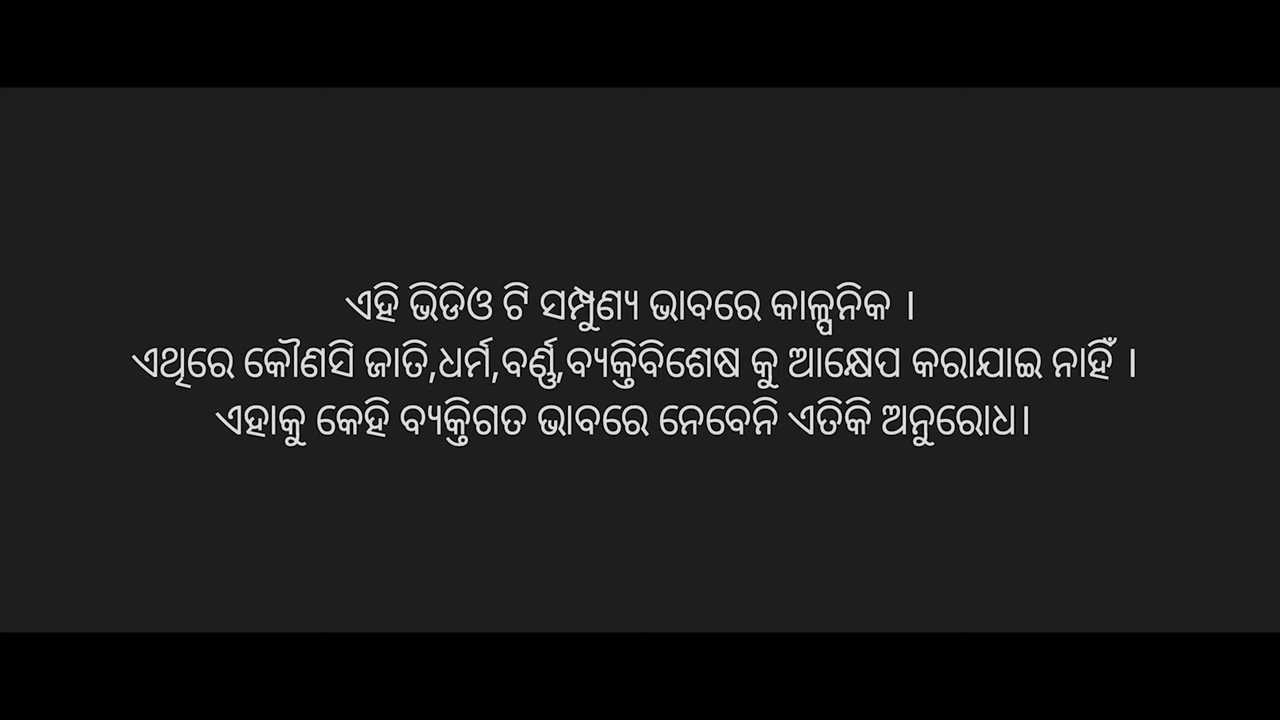 ଏହି ଭିଡିଓ ଟି ସମ୍ପୁଣ୍ୟ ଭାବରେ କାଳ୍ପନିକ ।
ଏଥିରେ କୌଣସି ଜାତି,ଧର୍ମ,ବର୍ଣ୍ଣ,ବ୍ୟକ୍ତିବିଶେଷ କୁ ଆକ୍ଷେପ କରାଯାଇ ନାହିଁ ।
ଏହାକୁ କେହି ବ୍ୟକ୍ତିଗତ ଭାବରେ ନେବେନି ଏତିକି ଅନୁରୋଧ।